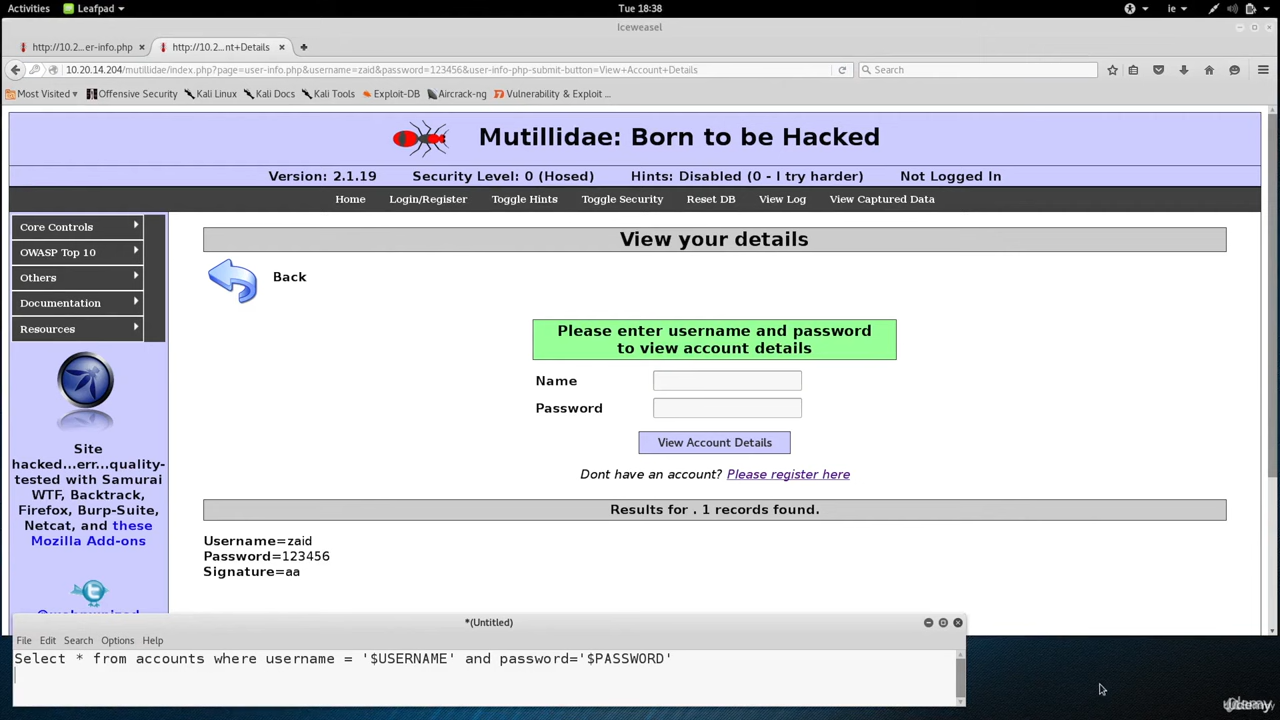 Activities Leafpad Tue 18:38 ie
Iceweasel
http://10.2...er-info.php × http://10.2...nt+Details ×
10.20.14.204/mutillidae/index.php?page=user-info.php&username=zaid&password=123456&user-info-php-submit-button=View+Account+Details Search
Most Visited Offensive Security Kali Linux Kali Docs Kali Tools Exploit-DB Aircrack-ng Vulnerability & Exploit ...
Mutillidae: Born to be Hacked
Version: 2.1.19 Security Level: 0 (Hosed) Hints: Disabled (0 - I try harder) Not Logged In
Home Login/Register Toggle Hints Toggle Security Reset DB View Log View Captured Data
Core Controls
OWASP Top 10
Others
Documentation
Resources
Site
hacked...err...quality-
tested with Samurai
WTF, Backtrack,
Firefox, Burp-Suite,
Netcat, and these
Mozilla Add-ons
View your details
Back
Please enter username and password
to view account details
Name
Password
View Account Details
Dont have an account? Please register here
Results for . 1 records found.
Username=zaid
Password=123456
Signature=aa
*(Untitled)
File Edit Search Options Help
Select * from accounts where username = '$USERNAME' and password='$PASSWORD'
Udemy